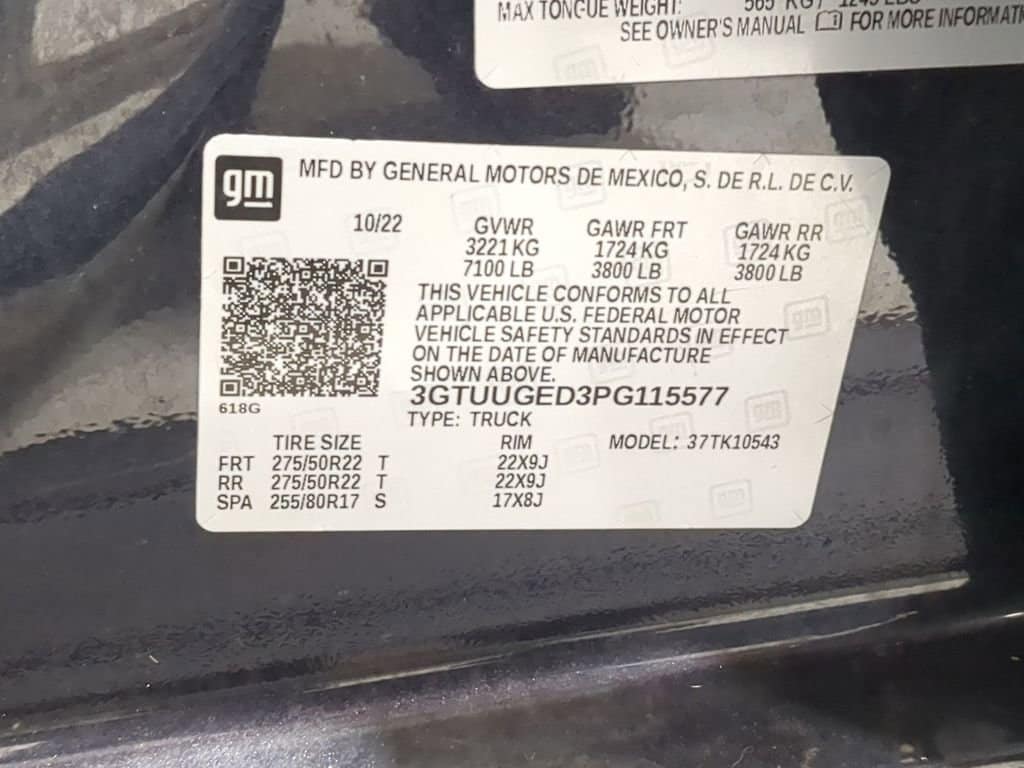 MAX TONGUE WEIGHT: 565 KG / 1245 LBS
SEE OWNER'S MANUAL FOR MORE
gm
MFD BY GENERAL MOTORS DE MEXICO, S. DE R.L. DE C.V.
10/22 GVWR GAWR FRT GAWR RR
3221 KG 1724 KG 1724 KG
7100 LB 3800 LB 3800 LB
THIS VEHICLE CONFORMS TO ALL
APPLICABLE U.S. FEDERAL MOTOR
VEHICLE SAFETY STANDARDS IN EFFECT
ON THE DATE OF MANUFACTURE
SHOWN ABOVE.
3GTUUGED3PG115577
618G
TYPE: TRUCK
TIRE SIZE RIM MODEL: 37TK10543
FRT 275/50R22 T 22X9J
RR 275/50R22 T 22X9J
SPA 255/80R17 S 17X8J